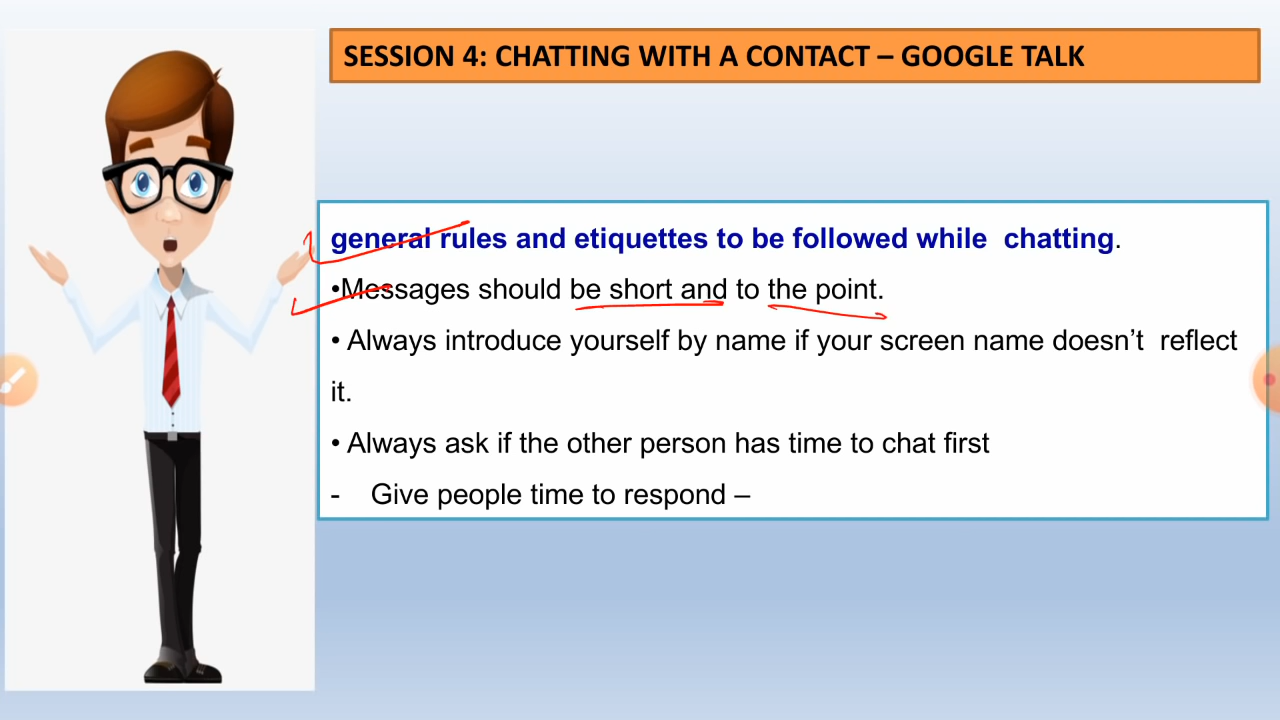 SESSION 4: CHATTING WITH A CONTACT – GOOGLE TALK
general rules and etiquettes to be followed while chatting.
•Messages should be short and to the point.
• Always introduce yourself by name if your screen name doesn’t reflect
it.
• Always ask if the other person has time to chat first
- Give people time to respond –